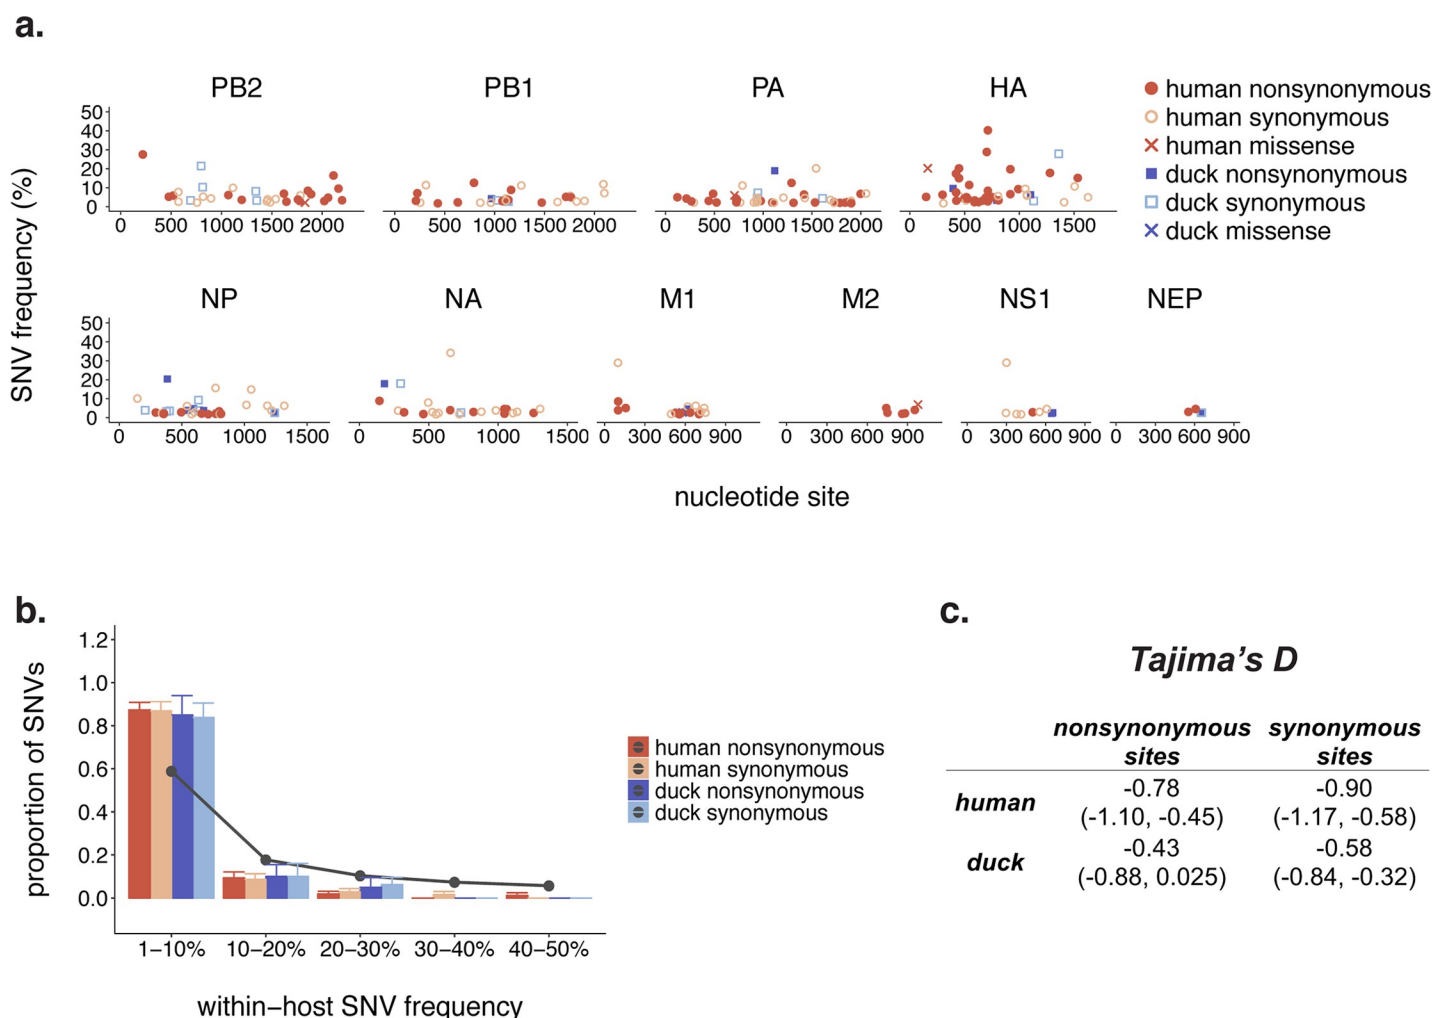 a.
PB2 PB1 PA HA
SNV frequency (%)
50
40
30
20
10
0
0 500 1000 1500 2000
0 500 1000 1500 2000
0 500 1000 1500 2000
0 500 1000 1500
human nonsynonymous
human synonymous
human missense
duck nonsynonymous
duck synonymous
duck missense
NP NA M1 M2 NS1 NEP
50
40
30
20
10
0
0 500 1000 1500
0 500 1000 1500
0 300 600 900
0 300 600 900
0 300 600 900
0 300 600 900
nucleotide site
b.
proportion of SNVs
1.2
1.0
0.8
0.6
0.4
0.2
0.0
1–10% 10–20% 20–30% 30–40% 40–50%
within–host SNV frequency
human nonsynonymous
human synonymous
duck nonsynonymous
duck synonymous
c.
Tajima's D
nonsynonymous synonymous
sites sites
human -0.78 -0.90
(-1.10, -0.45) (-1.17, -0.58)
duck -0.43 -0.58
(-0.88, 0.025) (-0.84, -0.32)